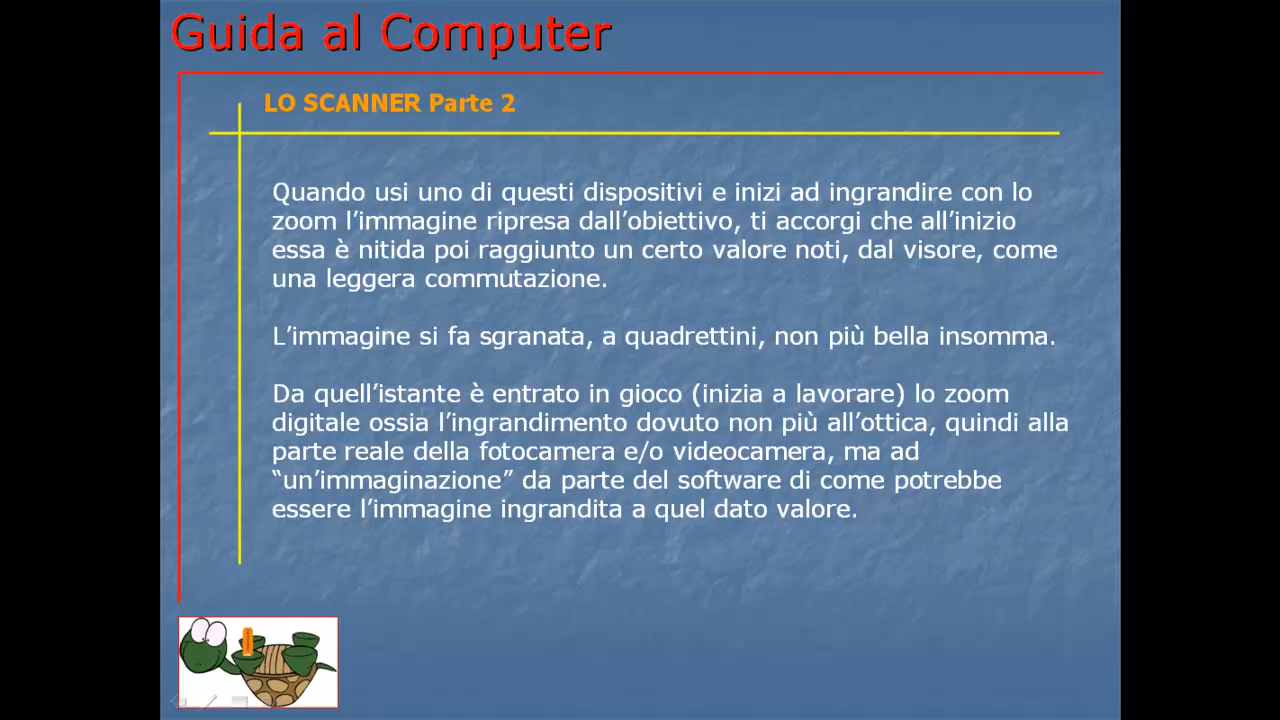 Guida al Computer
LO SCANNER Parte 2
Quando usi uno di questi dispositivi e inizi ad ingrandire con lo
zoom l’immagine ripresa dall’obiettivo, ti accorgi che all’inizio
essa è nitida poi raggiunto un certo valore noti, dal visore, come
una leggera commutazione.
L’immagine si fa sgranata, a quadrettini, non più bella insomma.
Da quell’istante è entrato in gioco (inizia a lavorare) lo zoom
digitale ossia l’ingrandimento dovuto non più all’ottica, quindi alla
parte reale della fotocamera e/o videocamera, ma ad
“un’immaginazione” da parte del software di come potrebbe
essere l’immagine ingrandita a quel dato valore.